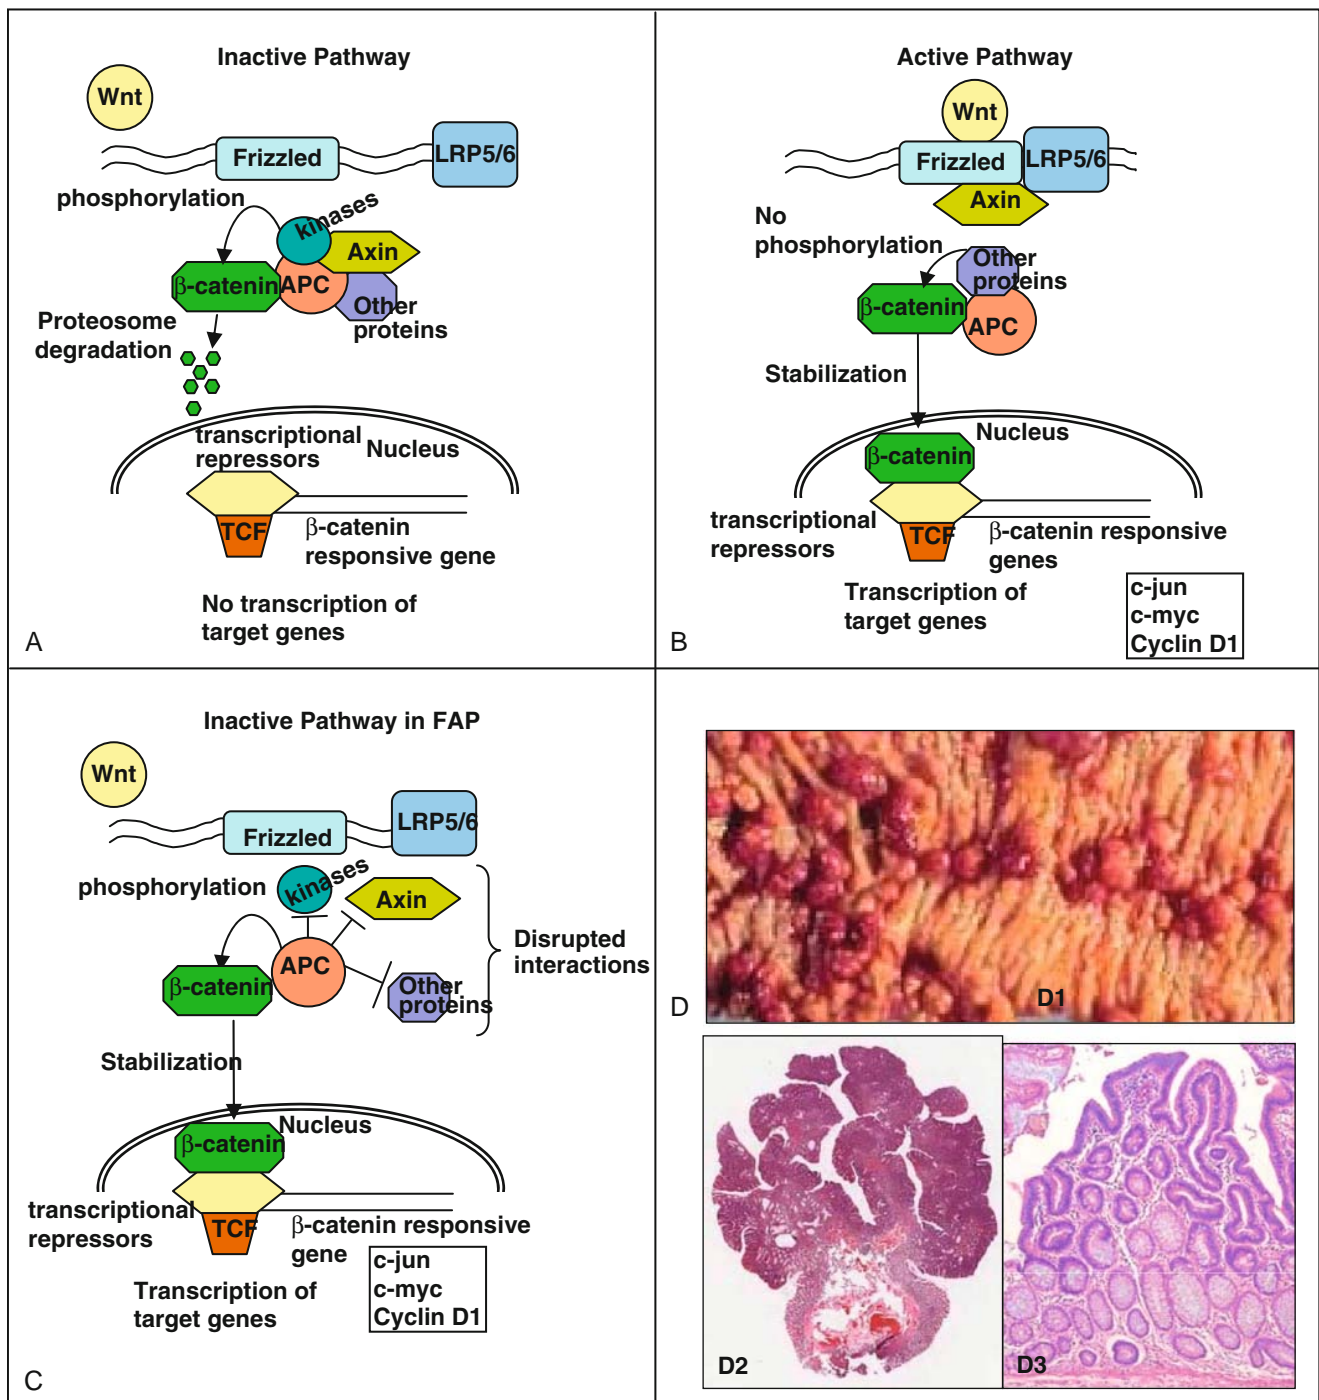 Inactive Pathway
Wnt
Frizzled
LRP5/6
phosphorylation
kinases
Axin
β-catenin
APC
Other
proteins
Proteosome
degradation
transcriptional
repressors
Nucleus
TCF
β-catenin
responsive gene
No transcription of
target genes
A
Active Pathway
Wnt
Frizzled
LRP5/6
Axin
No
phosphorylation
Other
proteins
β-catenin
APC
Stabilization
Nucleus
β-catenin
transcriptional
repressors
TCF
β-catenin responsive
genes
Transcription of
target genes
c-jun
c-myc
Cyclin D1
B
Inactive Pathway in FAP
Wnt
Frizzled
LRP5/6
phosphorylation
kinases
Axin
APC
β-catenin
Other
proteins
Disrupted
interactions
Stabilization
Nucleus
β-catenin
transcriptional
repressors
TCF
β-catenin responsive
gene
Transcription of
target genes
c-jun
c-myc
Cyclin D1
C
D
D1
D2
D3